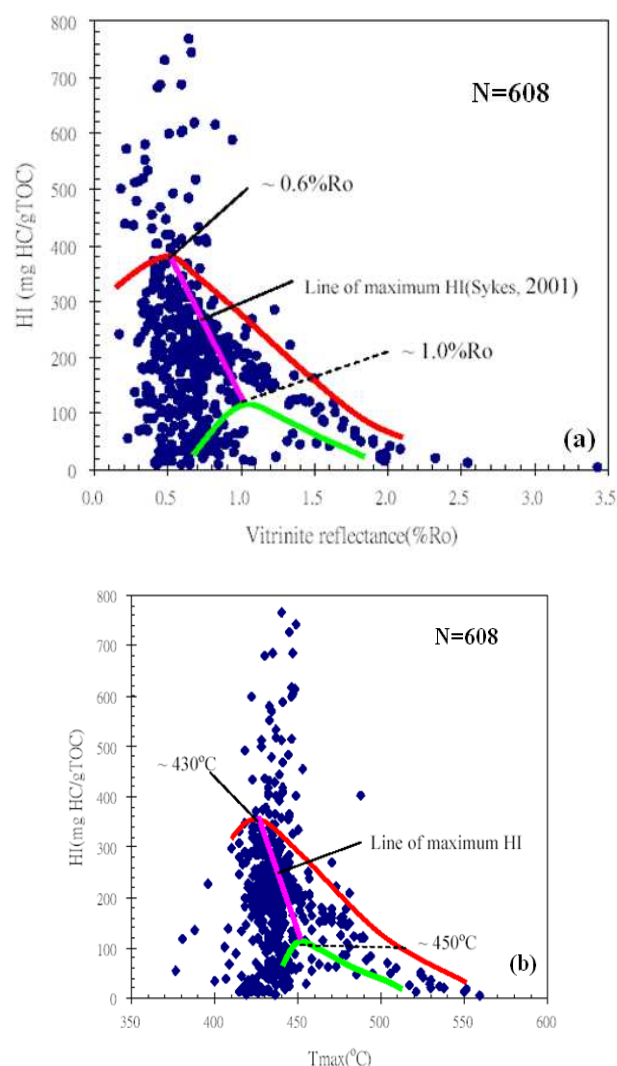 800
N=608
700
600
~ 0.6%Ro
500
400
HI (mg HC/gTOC)
Line of maximum HI(Sykes, 2001)
300
~ 1.0%Ro
200
100
(a)
0
0.0 0.5 1.0 1.5 2.0 2.5 3.0 3.5
Vitrinite reflectance(%Ro)
800
N=608
700
600
500
~ 430°C
400
HI(mg HC/gTOC)
Line of maximum HI
300
200
~ 450°C
100
(b)
0
350 400 450 500 550 600
Tmax(°C)